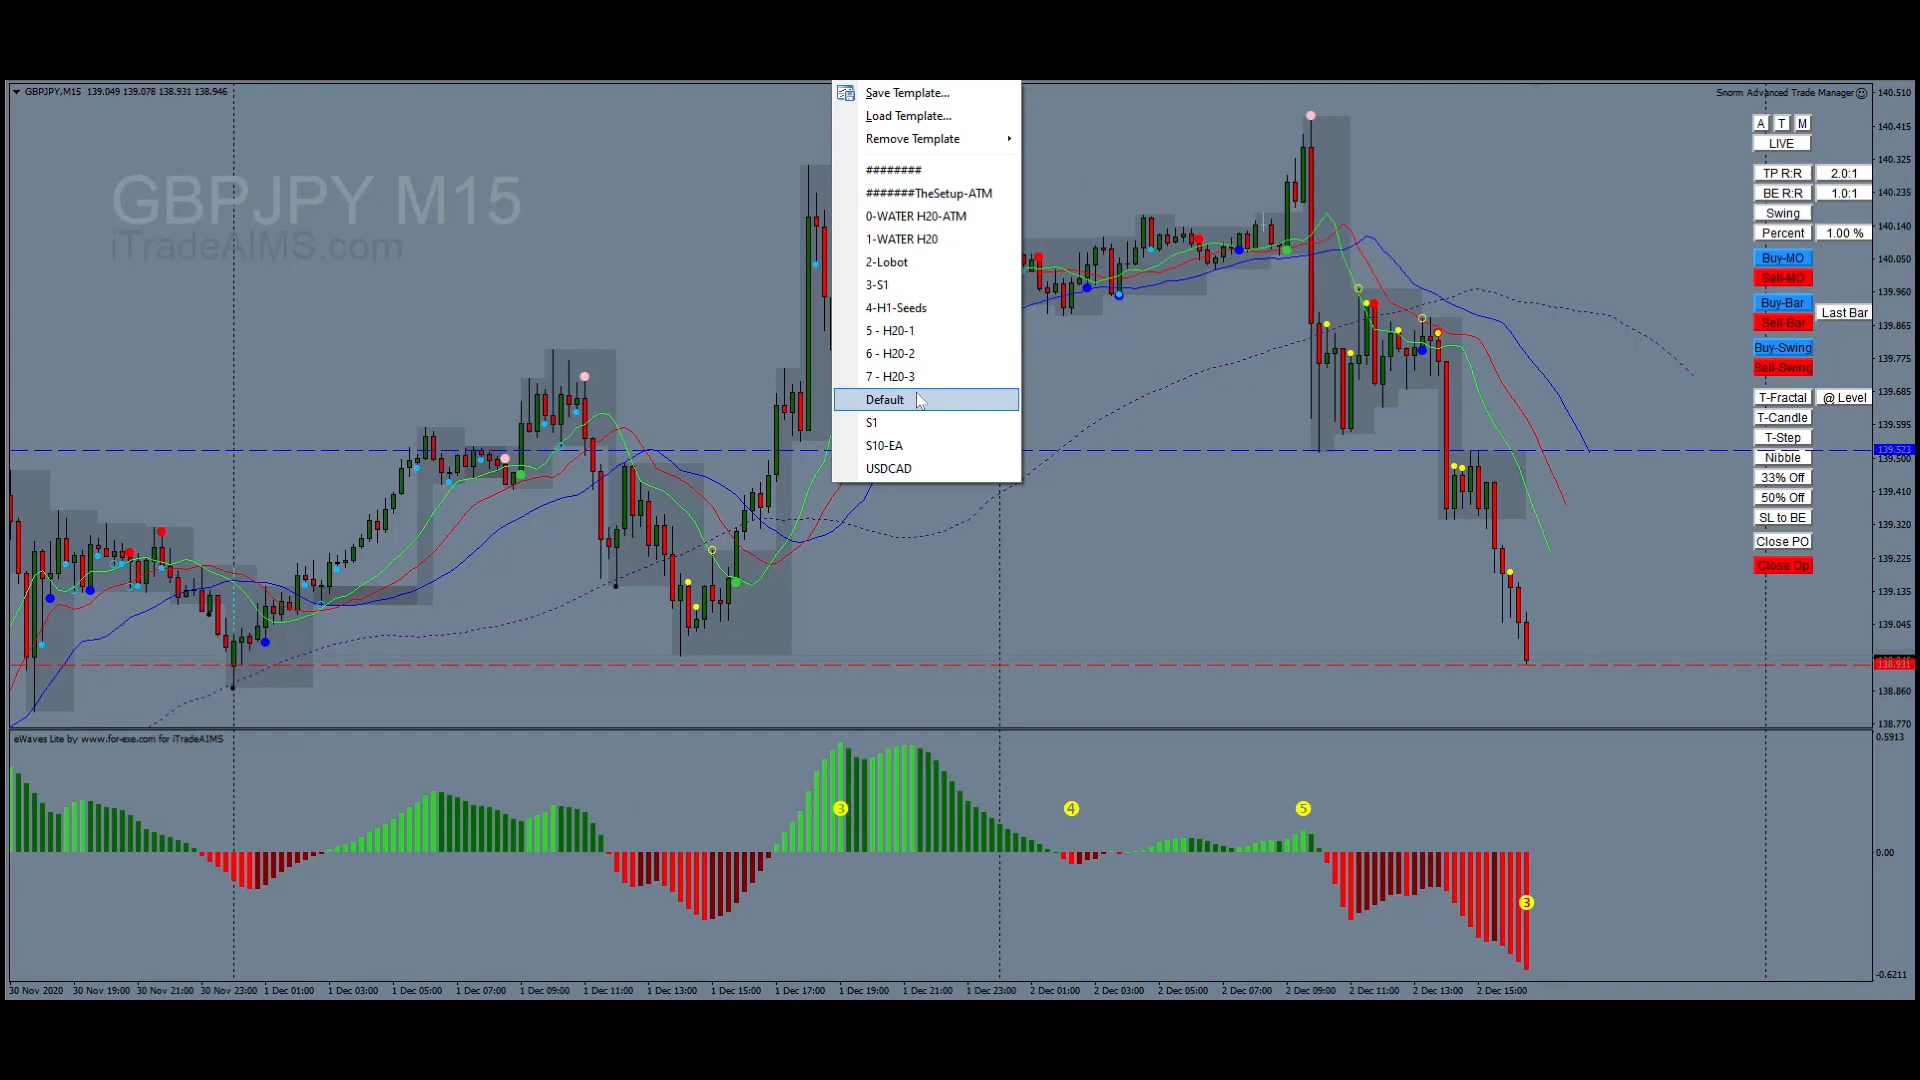 GBPJPY,M15 139.049 139.078 138.931 138.946
GBPJPY M15
iTradeAIMS.com
Save Template...
Load Template...
Remove Template
########
#######TheSetup-ATM
0-WATER H20-ATM
1-WATER H20
2-Lobot
3-S1
4-H1-Seeds
5 - H20-1
6 - H20-2
7 - H20-3
Default
S1
S10-EA
USDCAD
Snorm Advanced Trade Manager
A T M
LIVE
TP R:R 2.0:1
BE R:R 1.0:1
Swing
Percent 1.00 %
Buy-MO
Sell-MO
Buy-Bar
Sell-Bar
Last Bar
Buy-Swing
Sell-Swing
T-Fractal @ Level
T-Candle
T-Step
Nibble
33% Off
50% Off
SL to BE
Close PO
Close Op
140.510
140.415
140.325
140.235
140.140
140.050
139.960
139.865
139.775
139.685
139.595
139.523
139.500
139.410
139.320
139.225
139.135
139.045
138.931
138.860
138.770
eWaves Lite by www.for-exe.com for iTradeAIMS
3
4
5
3
0.5913
0.00
-0.6211
30 Nov 2020 30 Nov 19:00 30 Nov 21:00 30 Nov 23:00 1 Dec 01:00 1 Dec 03:00 1 Dec 05:00 1 Dec 07:00 1 Dec 09:00 1 Dec 11:00 1 Dec 13:00 1 Dec 15:00 1 Dec 17:00 1 Dec 19:00 1 Dec 21:00 1 Dec 23:00 2 Dec 01:00 2 Dec 03:00 2 Dec 05:00 2 Dec 07:00 2 Dec 09:00 2 Dec 11:00 2 Dec 13:00 2 Dec 15:00